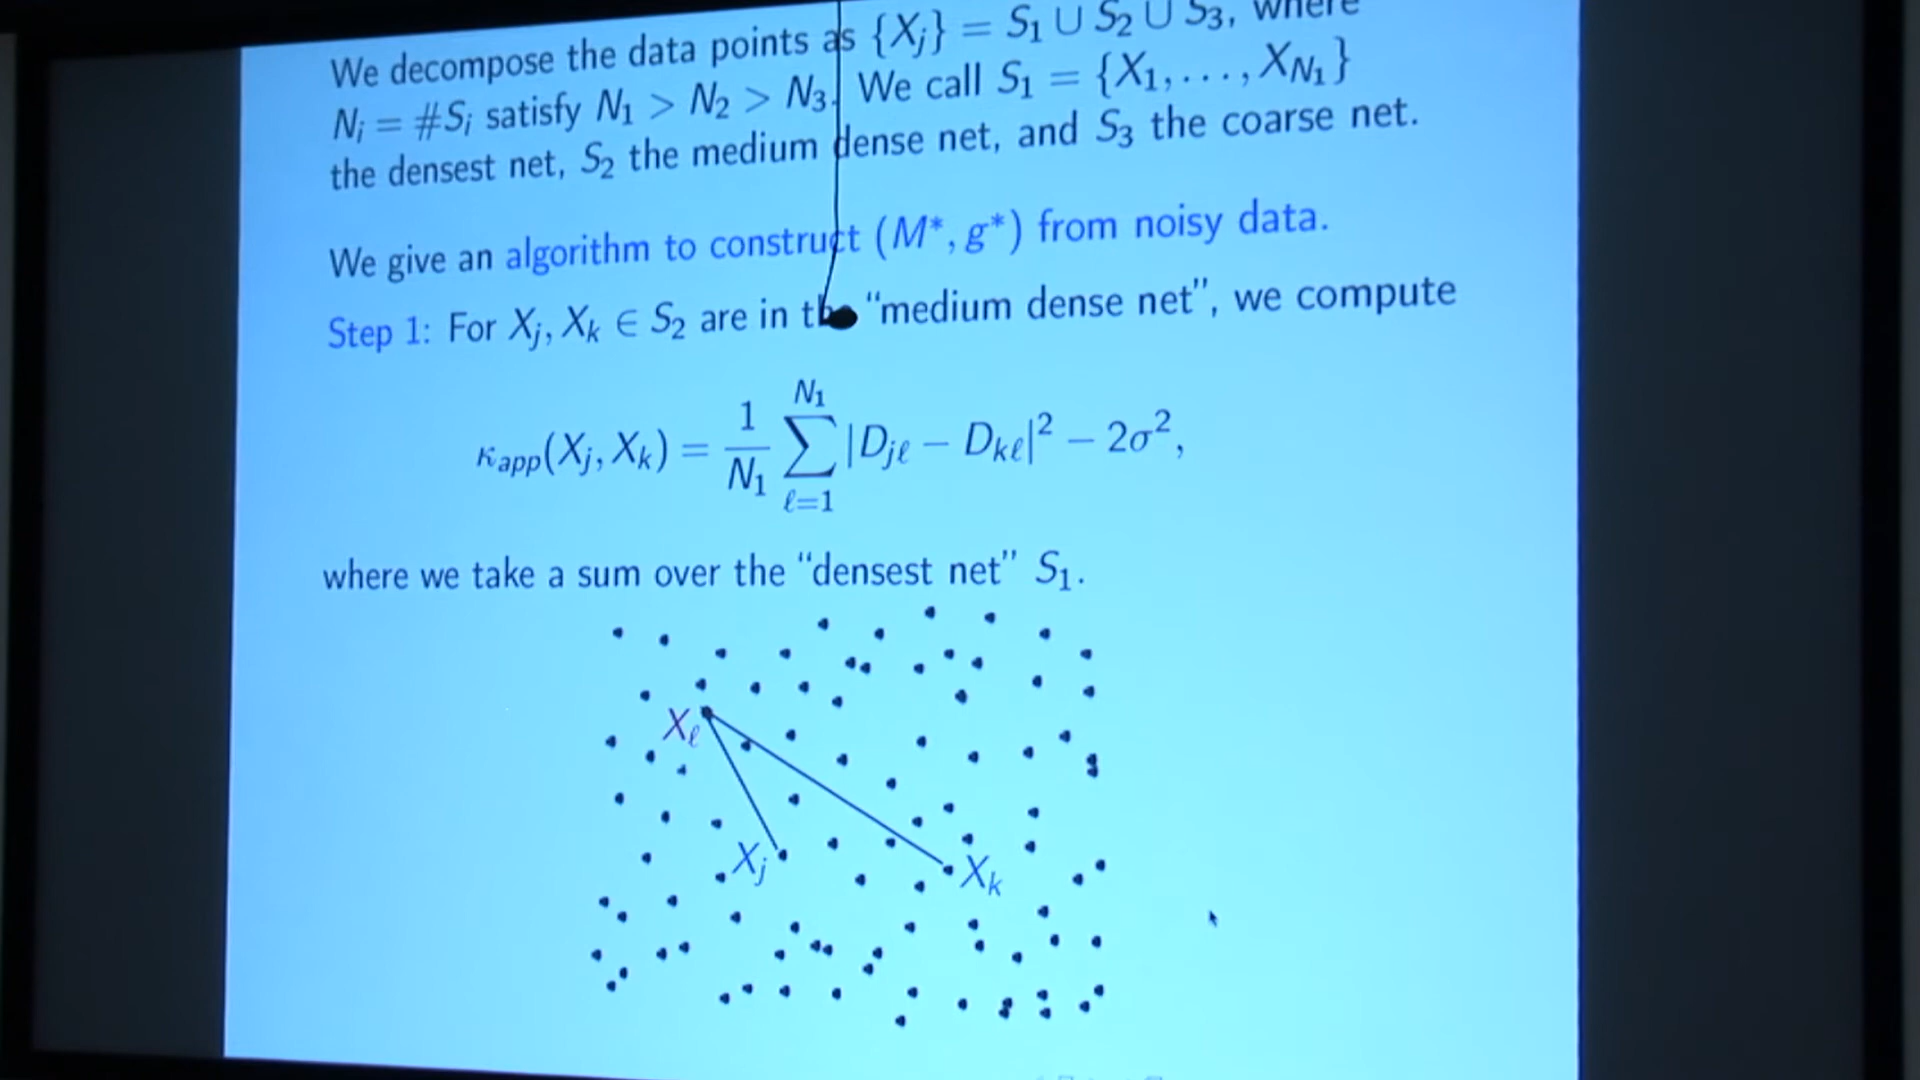 We decompose the data points as {X_j} = S_1 ∪ S_2 ∪ S_3, where
N_i = #S_i satisfy N_1 > N_2 > N_3. We call S_1 = {X_1, . . . , X_{N_1}}
the densest net, S_2 the medium dense net, and S_3 the coarse net.
We give an algorithm to construct (M*, g*) from noisy data.
Step 1: For X_j, X_k ∈ S_2 are in the “medium dense net”, we compute
κ_{app}(X_j, X_k) = \frac{1}{N_1} \sum_{ℓ=1}^{N_1} |D_{jℓ} − D_{kℓ}|^2 − 2σ^2,
where we take a sum over the “densest net” S_1.
X_ℓ
X_j
X_k